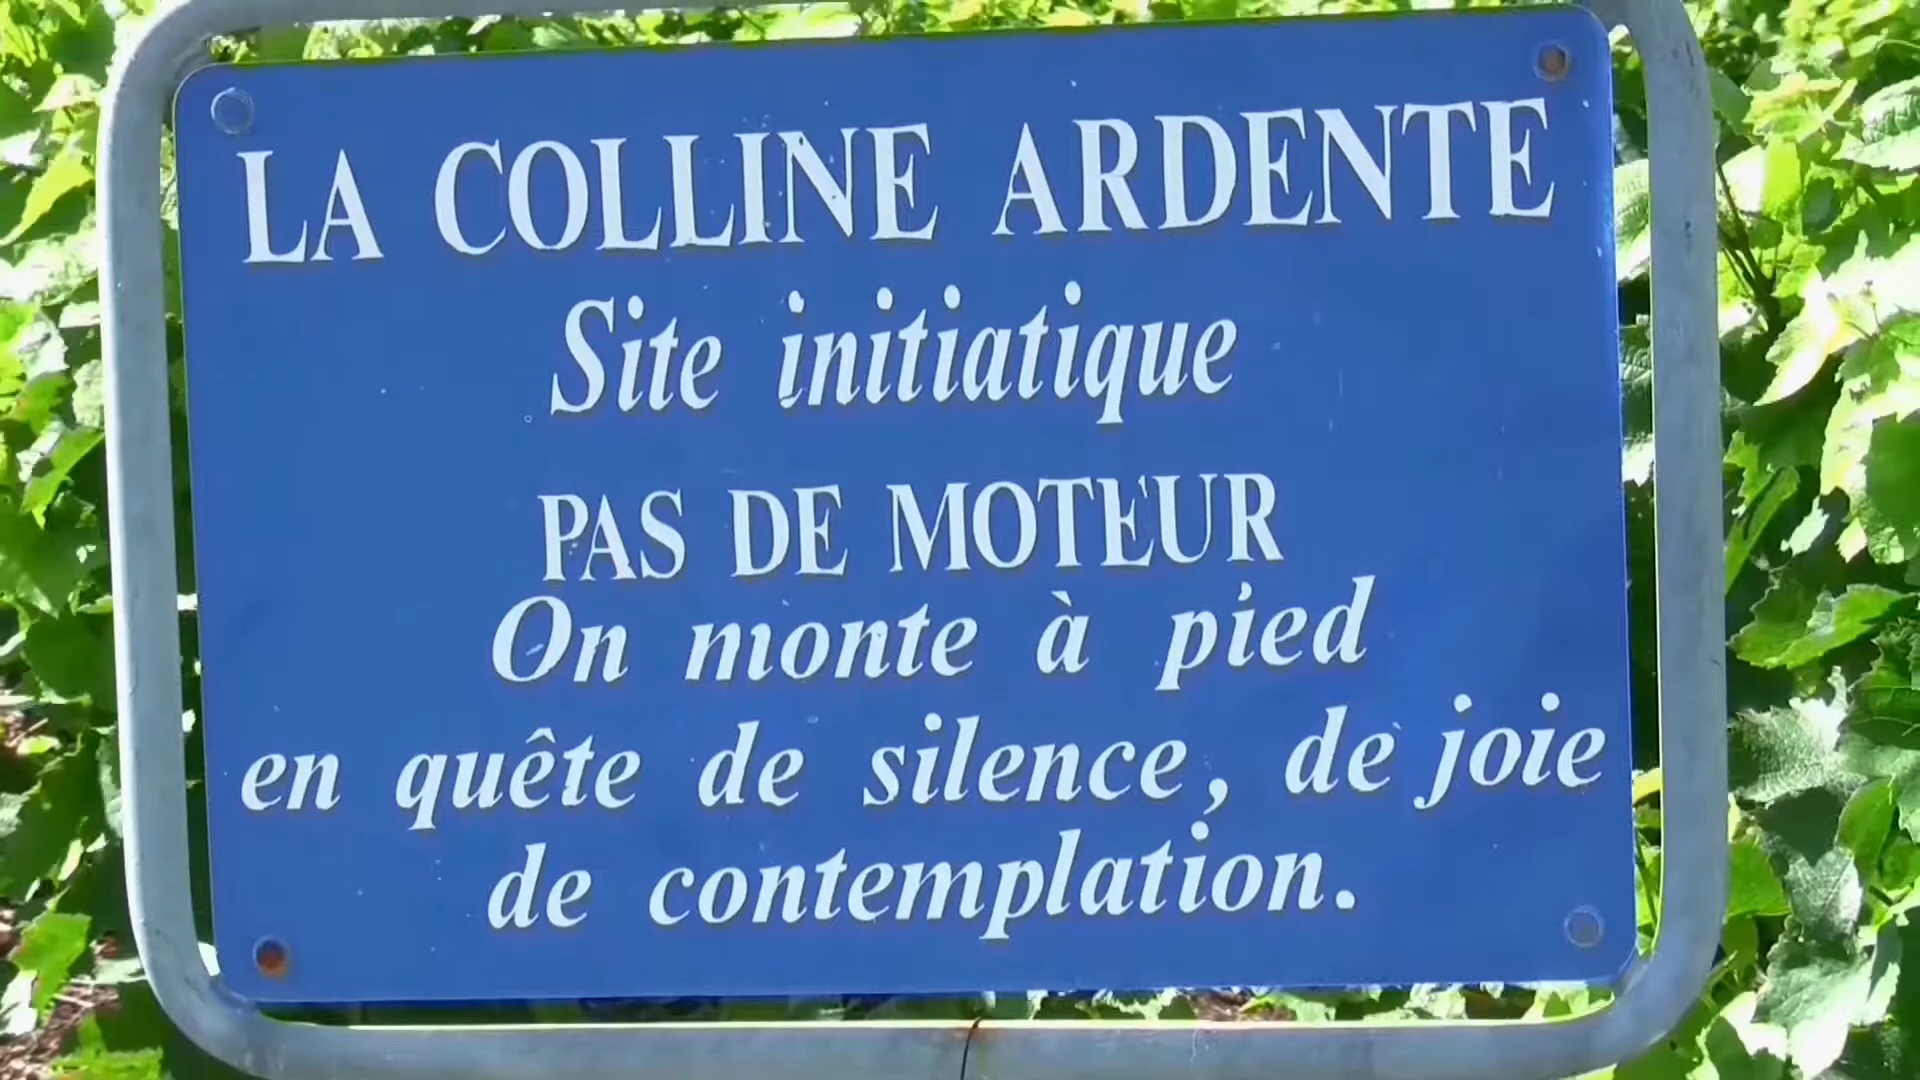 LA COLLINE ARDENTE
Site initiatique
PAS DE MOTEUR
On monte à pied
en quête de silence, de joie
de contemplation.